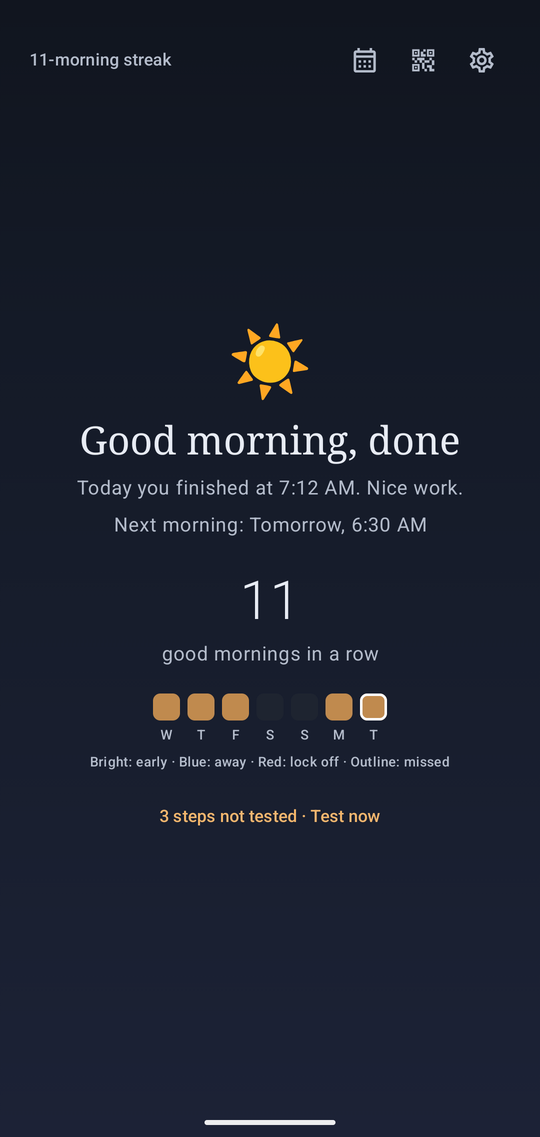 11-morning streak
Good morning, done
Today you finished at 7:12 AM. Nice work.
Next morning: Tomorrow, 6:30 AM
11
good mornings in a row
W T F S S M T
Bright: early · Blue: away · Red: lock off · Outline: missed
3 steps not tested · Test now